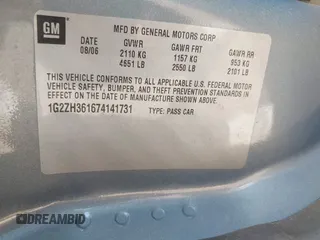 GM
MFD BY GENERAL MOTORS CORP
DATE GVWR GAWR FRT GAWR RR
08/06 2110 KG 1157 KG 953 KG
4651 LB 2550 LB 2101 LB
THIS VEHICLE CONFORMS TO ALL APPLICABLE U.S. FEDERAL MOTOR
VEHICLE SAFETY, BUMPER, AND THEFT PREVENTION STANDARDS IN
EFFECT ON THE DATE OF MANUFACTURE SHOWN ABOVE.
1G2ZH361674141731 TYPE: PASS CAR
DREAMBID